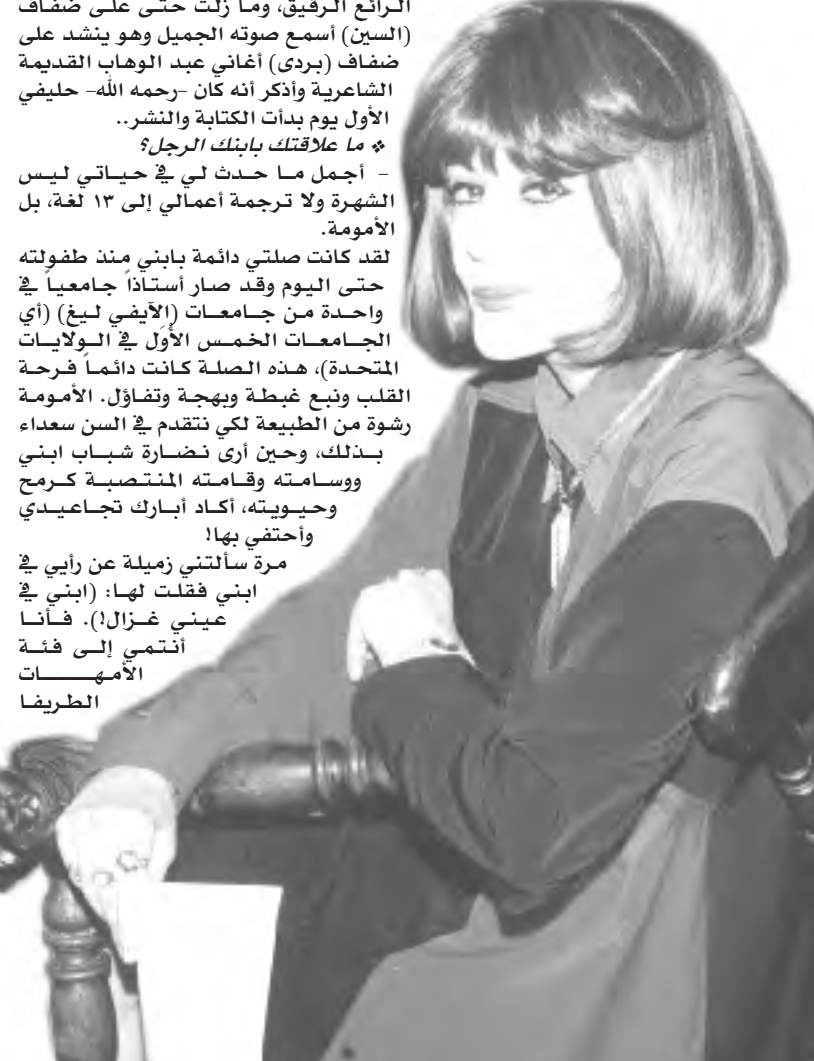 الرائع الرفيق، وما زلت حتى على ضفاف
(السين) أسمع صوته الجميل وهو ينشد على
ضفاف (بردى) أغاني عبد الوهاب القديمة
الشاعرية وأذكر أنه كان -رحمه الله- حليفي
الأول يوم بدأت الكتابة والنشر..
❖ ما علاقتك بابنك الرجل؟
- أجمل ما حدث لي في حياتي ليس
الشهرة ولا ترجمة أعمالي إلى ١٣ لغة، بل
الأمومة.
لقد كانت صلتي دائمة بابني منذ طفولته
حتى اليوم وقد صار أستاذاً جامعياً في
واحدة من جامعات (الآيفي ليغ) (أي
الجامعات الخمس الأُوَل في الولايات
المتحدة)، هذه الصلة كانت دائماً فرحة
القلب ونبع غبطة وبهجة وتفاؤل. الأمومة
رشوة من الطبيعة لكي نتقدم في السن سعداء
بذلك، وحين أرى نضارة شباب ابني
ووسامته وقامته المنتصبة كرمح
وحيويته، أكاد أبارك تجاعيدي
وأحتفي بها!
مرة سألتني زميلة عن رأيي في
ابني فقلت لها: (ابني في
عيني غزال!). فأنا
أنتمي إلى فئة
الأمهات
الطريفا